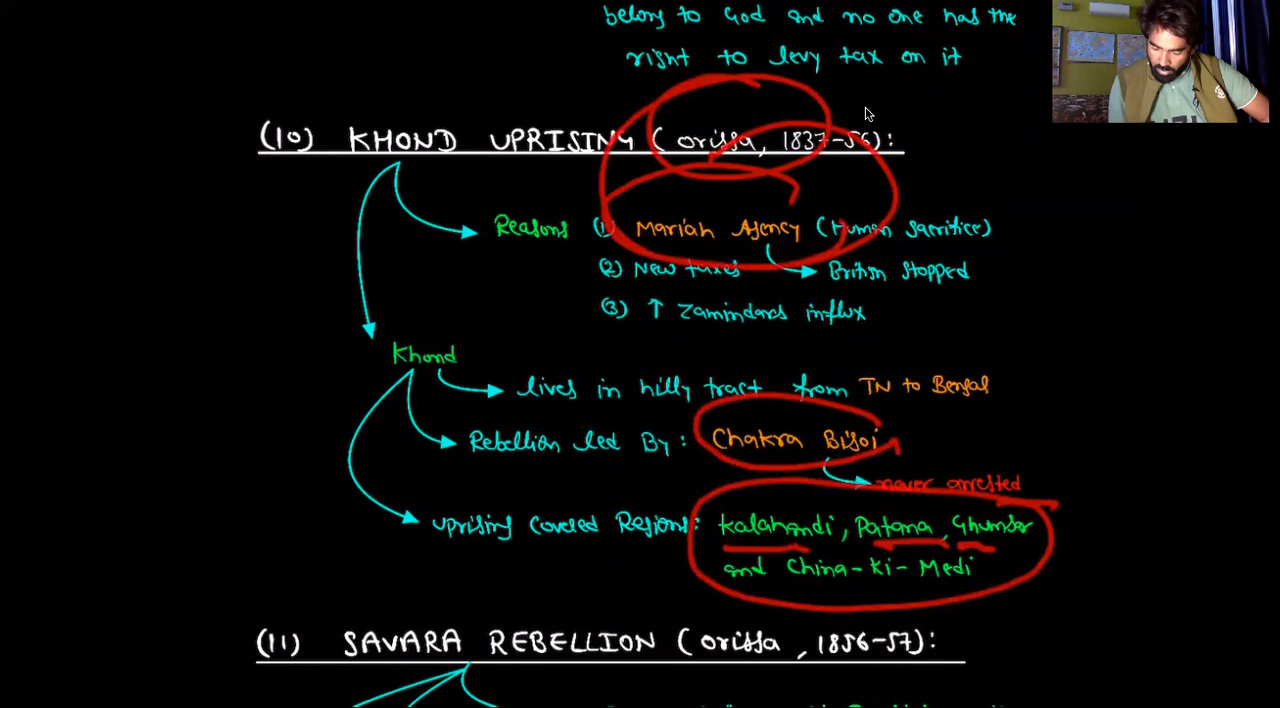 belong to God and no one has the
right to levy tax on it
(10) KHOND UPRISING (orissa, 1837-56):
Reasons (1) Mariah Agency (Human Sacrifice)
(2) New taxes → British stopped
(3) ↑ Zamindars influx
Khond
→ lives in hilly tract from TN to Bengal
→ Rebellion led By: Chakra Bisoi
→ never arrested
→ uprising Covered Regions: Kalahandi, Patana, Ghumsar
and China-Ki-Medi
(11) SAVARA REBELLION (orissa, 1856-57):